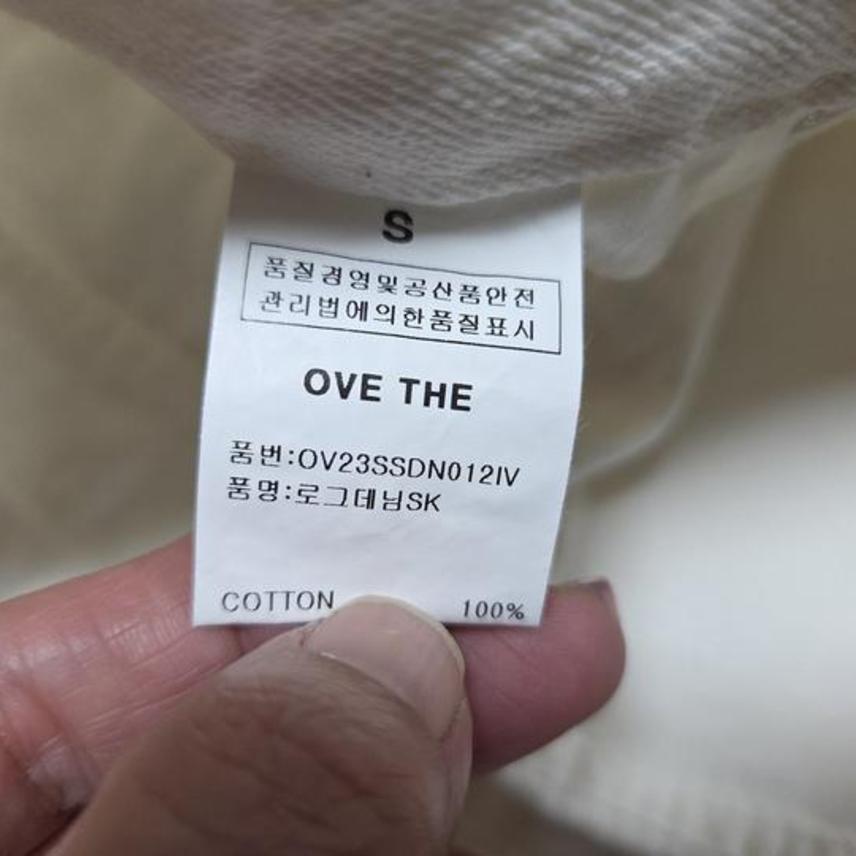 S
품질경영및공산품안전
관리법에의한품질표시
OVE THE
품번:OV23SSDN012IV
품명:로그데님SK
COTTON 100%